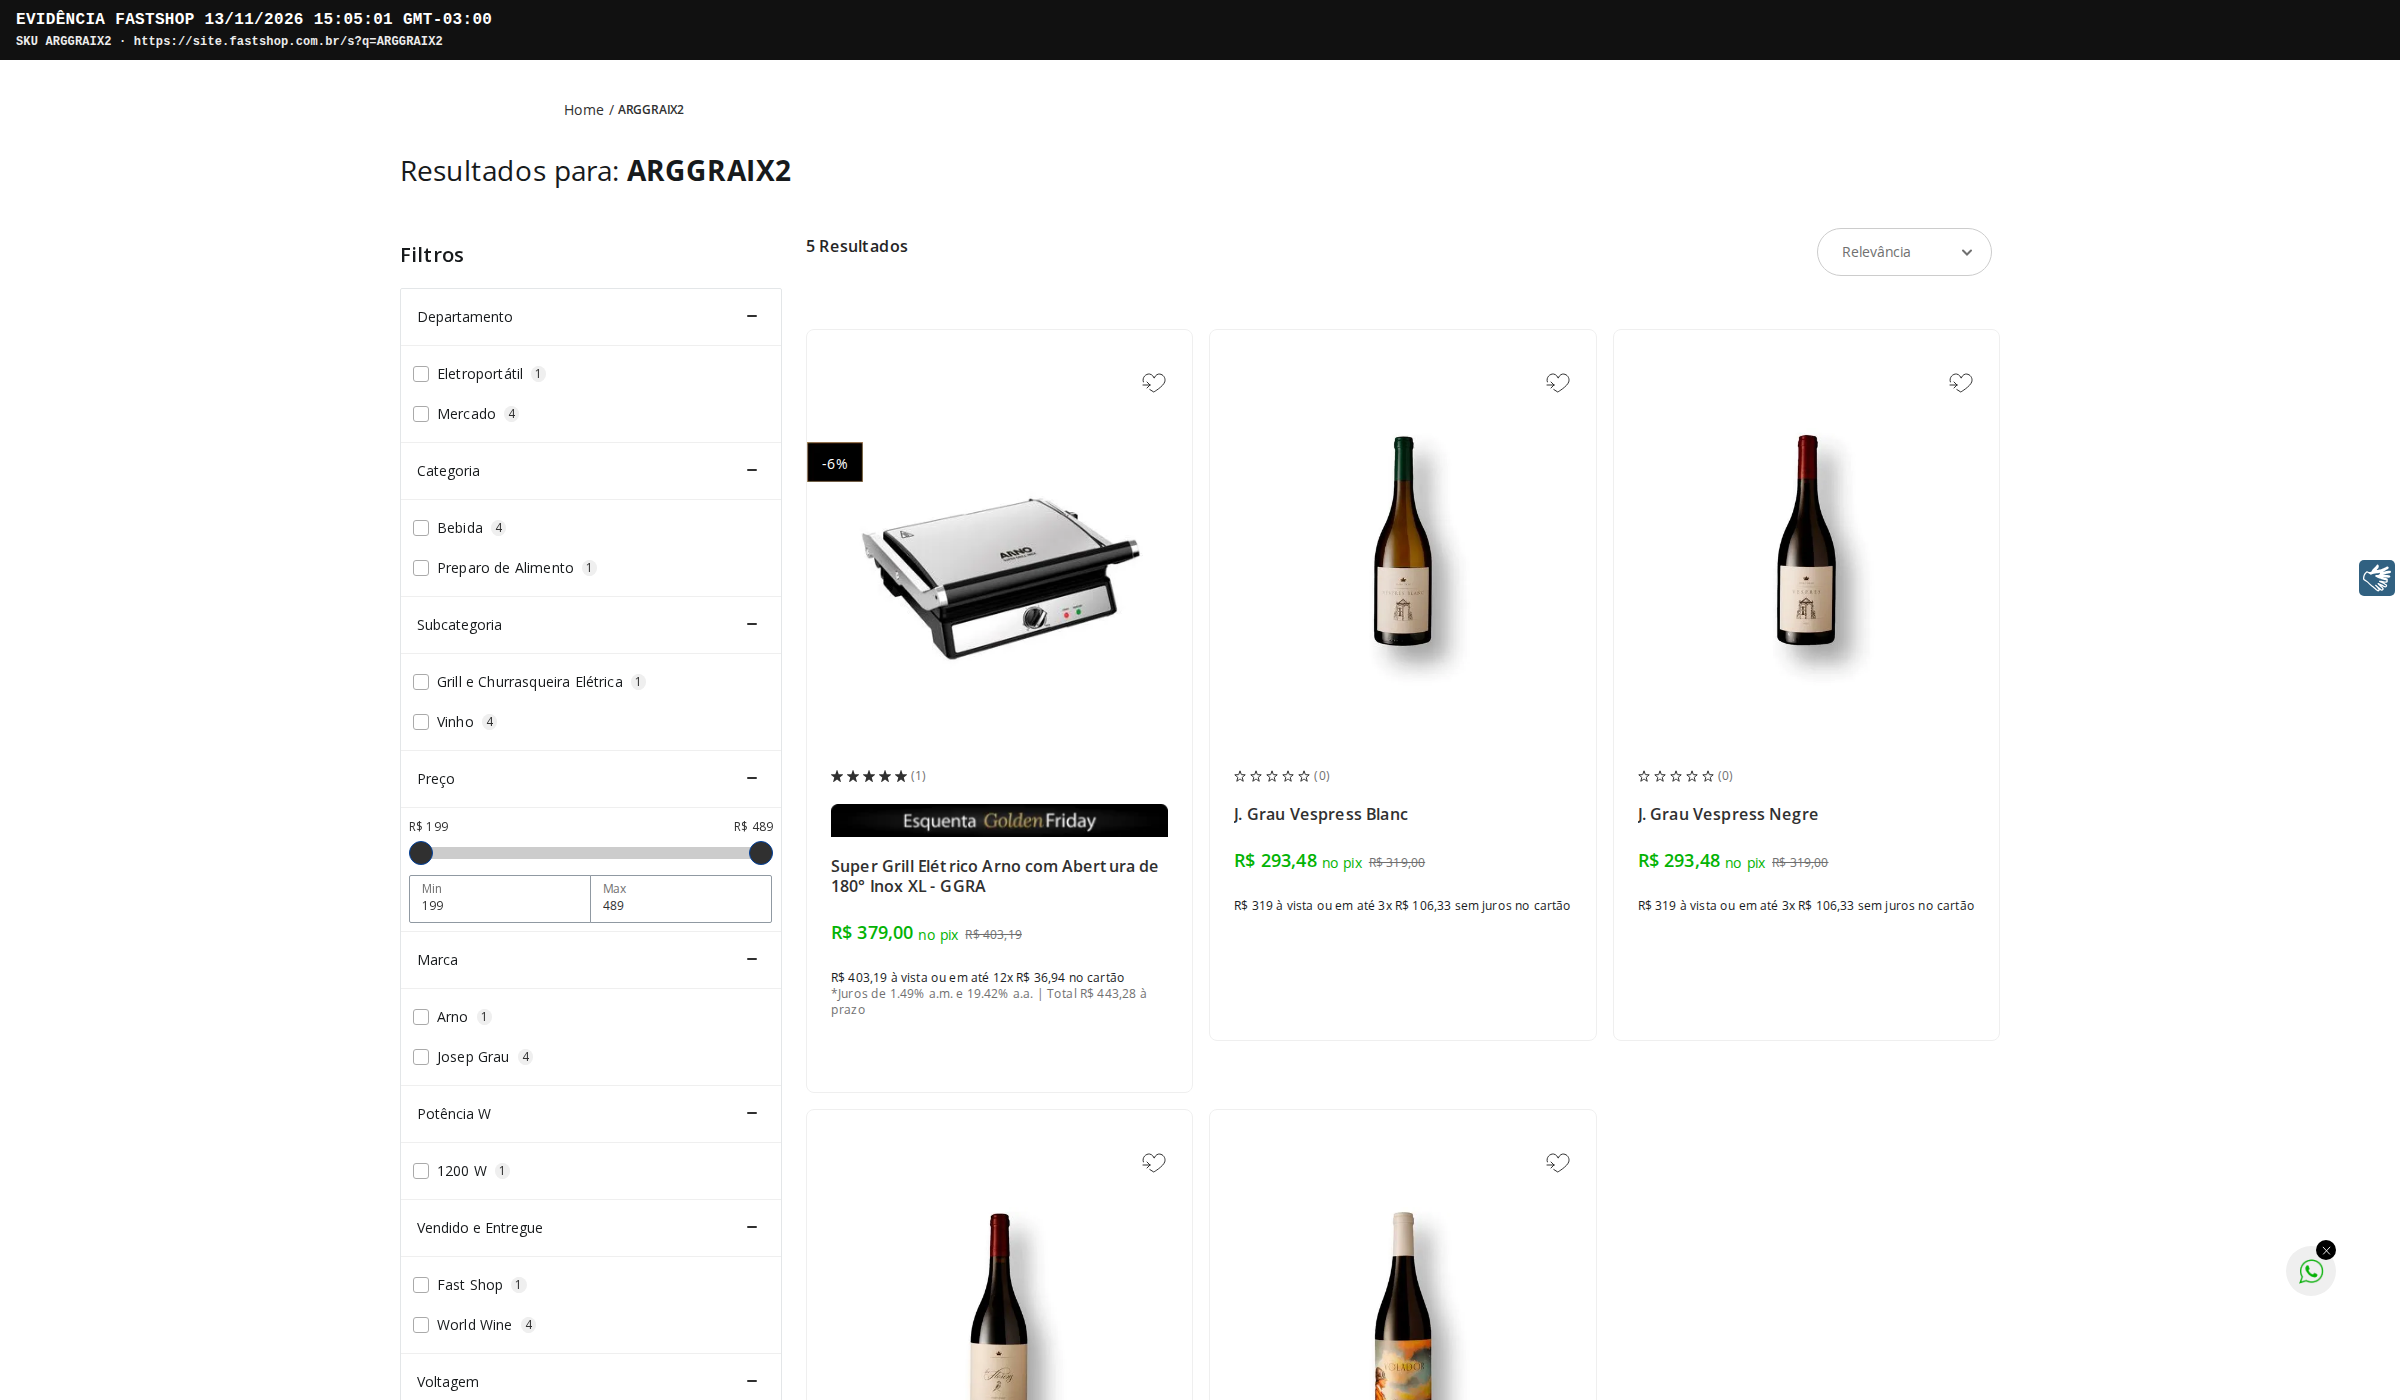 EVIDÊNCIA FASTSHOP 13/11/2026 15:05:01 GMT-03:00
SKU ARGGRAIX2 · https://site.fastshop.com.br/s?q=ARGGRAIX2
Home / ARGGRAIX2
Resultados para: ARGGRAIX2
Filtros
5 Resultados
Relevância
Departamento
Eletroportátil 1
Mercado 4
Categoria
Bebida 4
Preparo de Alimento 1
Subcategoria
Grill e Churrasqueira Elétrica 1
Vinho 4
Preço
R$ 199
R$ 489
Min
199
Max
489
Marca
Arno 1
Josep Grau 4
Potência W
1200 W 1
Vendido e Entregue
Fast Shop 1
World Wine 4
Voltagem
-6%
ARNO
(1)
Esquenta Golden Friday
Super Grill Elétrico Arno com Abertura de
180° Inox XL - GGRA
R$ 379,00 no pix R$ 403,19
R$ 403,19 à vista ou em até 12x R$ 36,94 no cartão
*Juros de 1.49% a.m. e 19.42% a.a. | Total R$ 443,28 à
prazo
(0)
J. Grau Vespress Blanc
R$ 293,48 no pix R$ 319,00
R$ 319 à vista ou em até 3x R$ 106,33 sem juros no cartão
(0)
J. Grau Vespress Negre
R$ 293,48 no pix R$ 319,00
R$ 319 à vista ou em até 3x R$ 106,33 sem juros no cartão